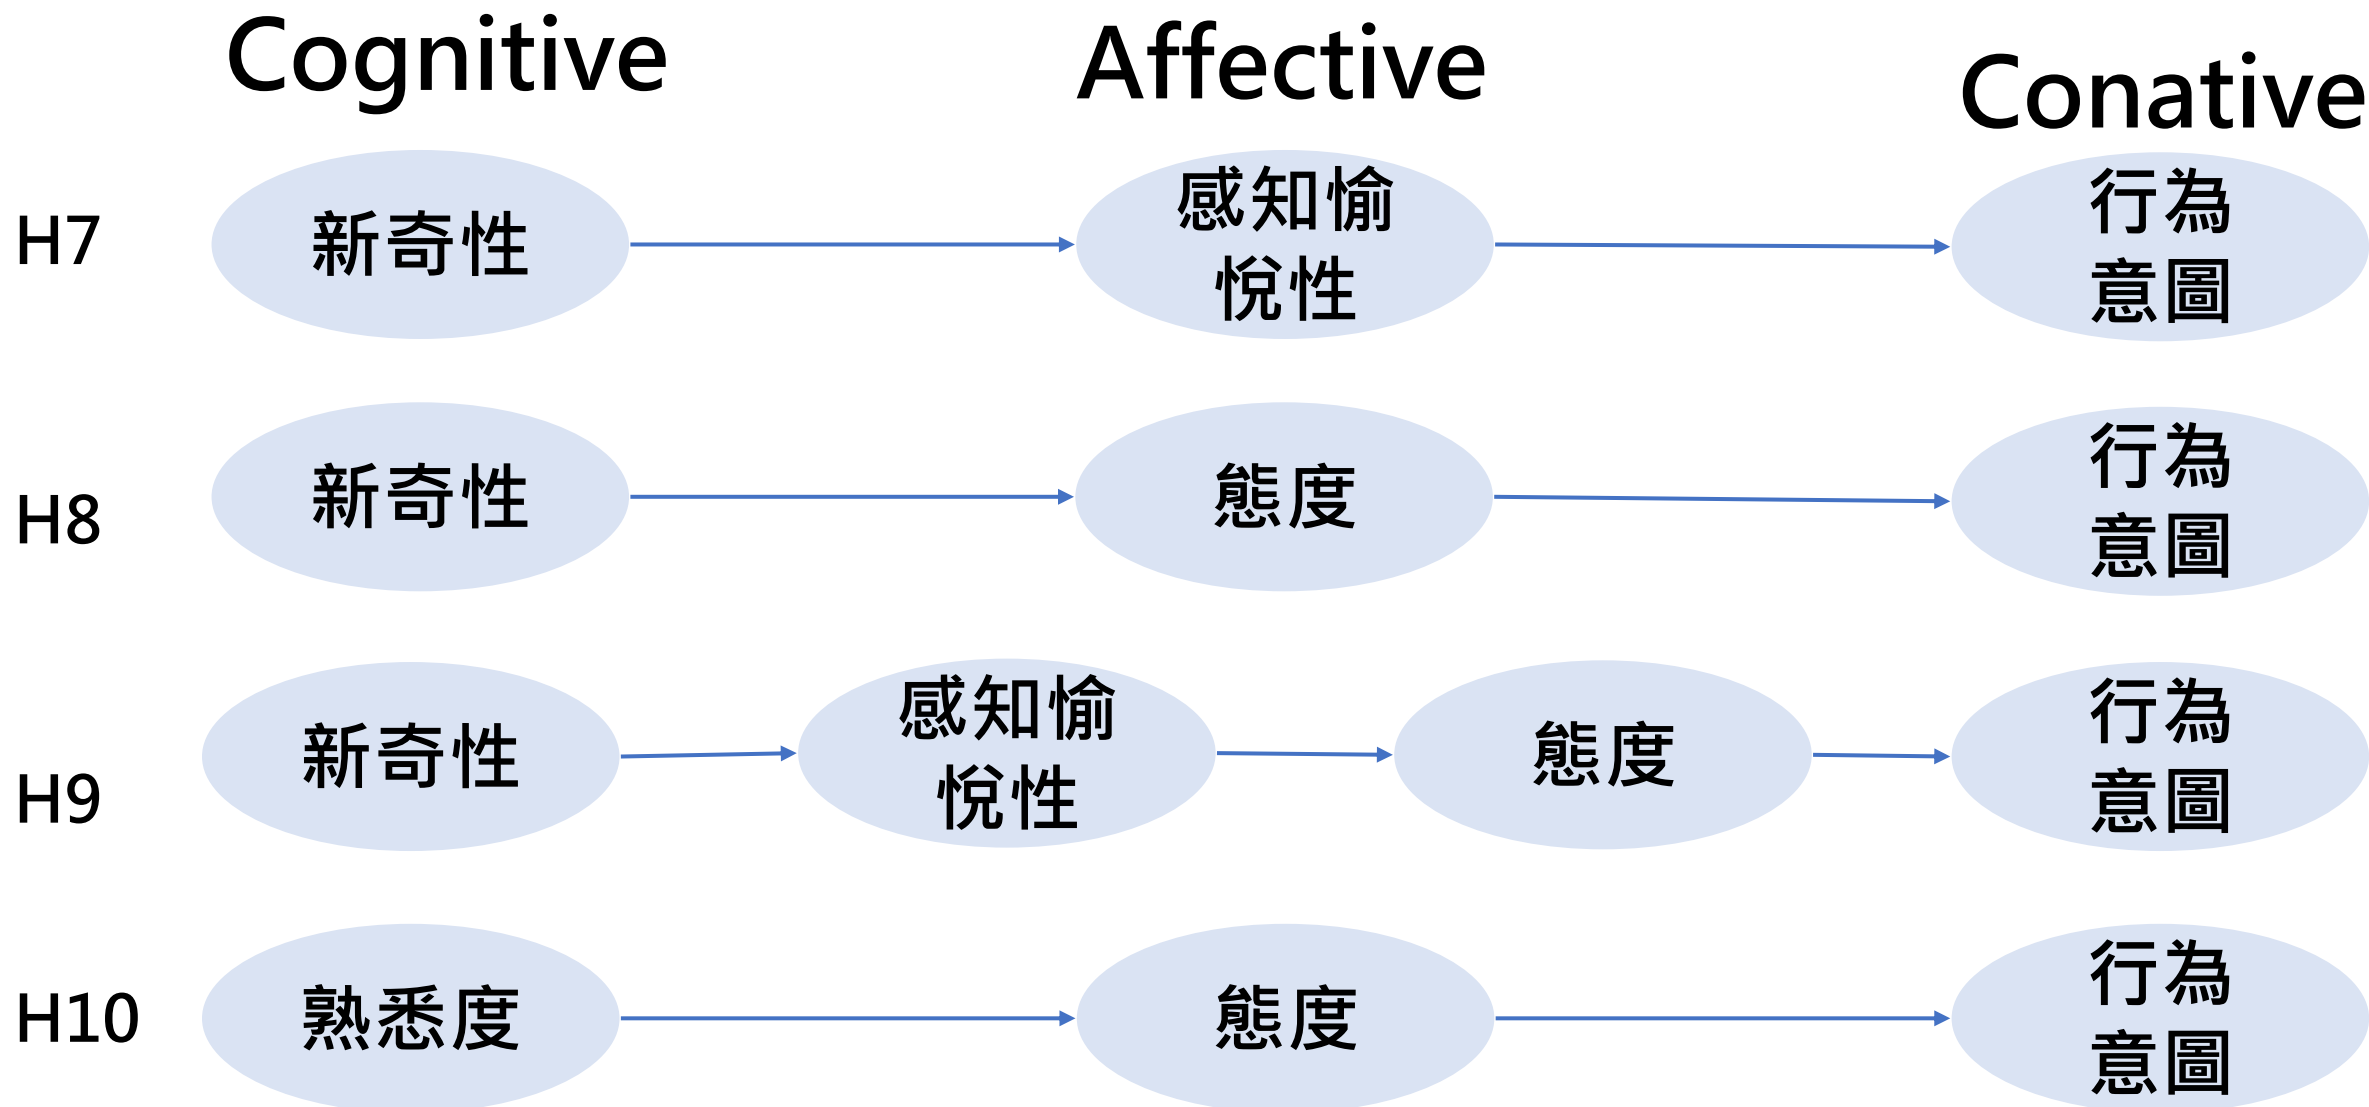 Cognitive
Affective
Conative
H7
新奇性
感知愉
悅性
行為
意圖
H8
新奇性
態度
行為
意圖
H9
新奇性
感知愉
悅性
態度
行為
意圖
H10
熟悉度
態度
行為
意圖